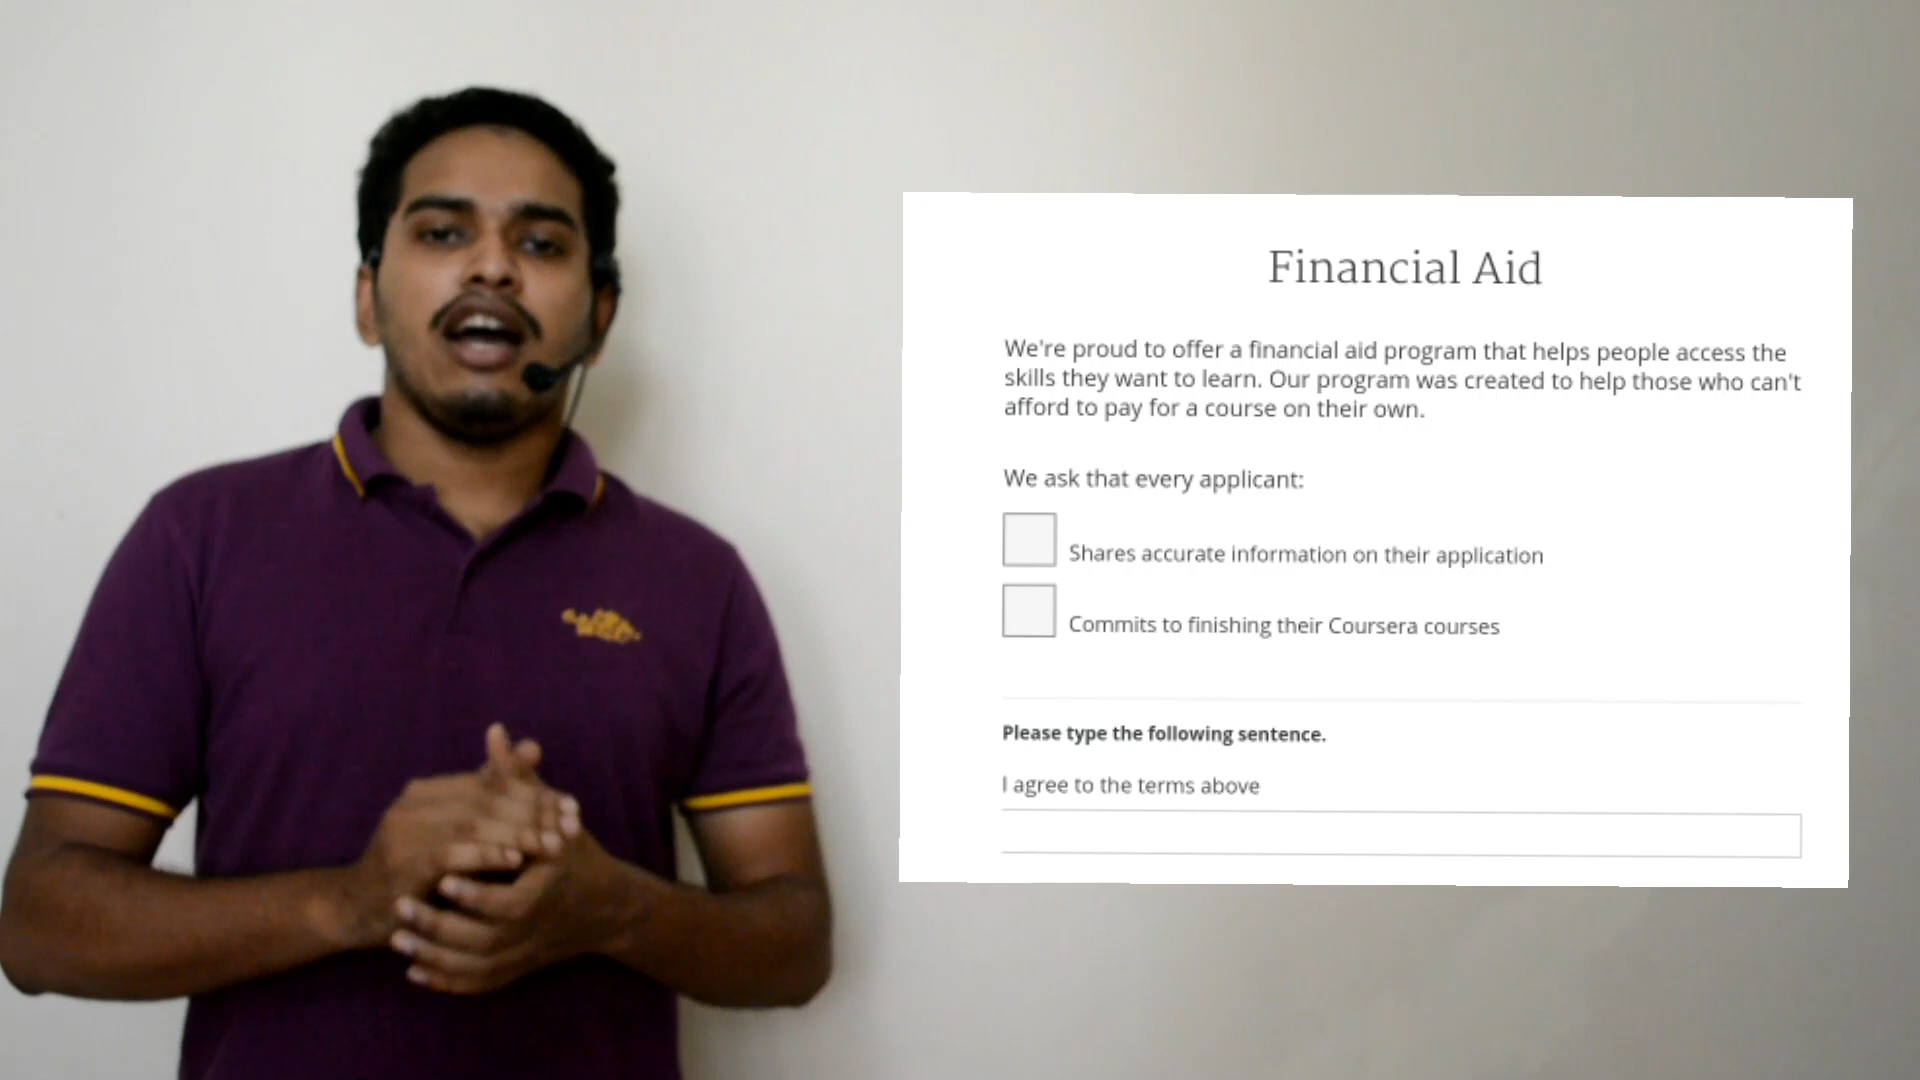 Financial Aid
We're proud to offer a financial aid program that helps people access the
skills they want to learn. Our program was created to help those who can't
afford to pay for a course on their own.
We ask that every applicant:
Shares accurate information on their application
Commits to finishing their Coursera courses
Please type the following sentence.
I agree to the terms above